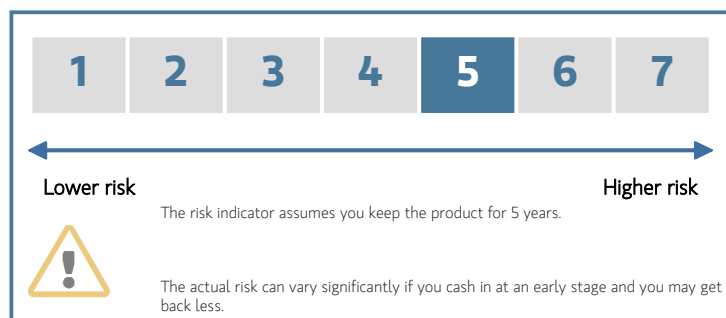 1 2 3 4 5 6 7
Lower risk Higher risk
The risk indicator assumes you keep the product for 5 years.
!
The actual risk can vary significantly if you cash in at an early stage and you may get
back less.